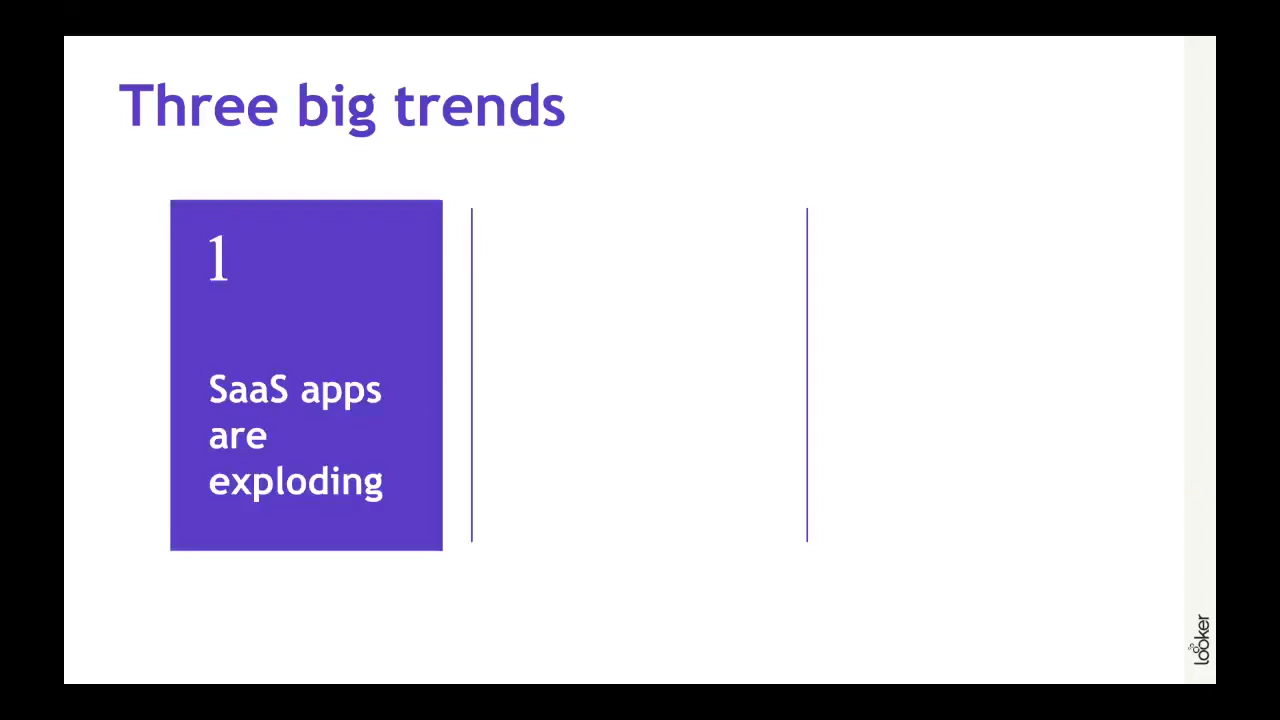 Three big trends
1
SaaS apps
are
exploding
looker